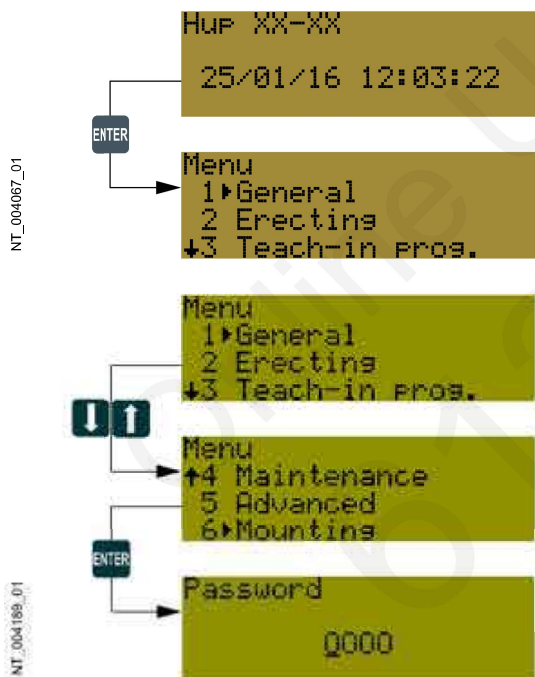 Hup XX-XX
25/01/16 12:03:22
ENTER
Menu
1▸General
2 Erecting
↓3 Teach-in prog.
NT_004067_01
Menu
1▸General
2 Erecting
↓3 Teach-in prog.
Menu
↑4 Maintenance
5 Advanced
6▸Mounting
ENTER
Password
0000
NT_004189_01